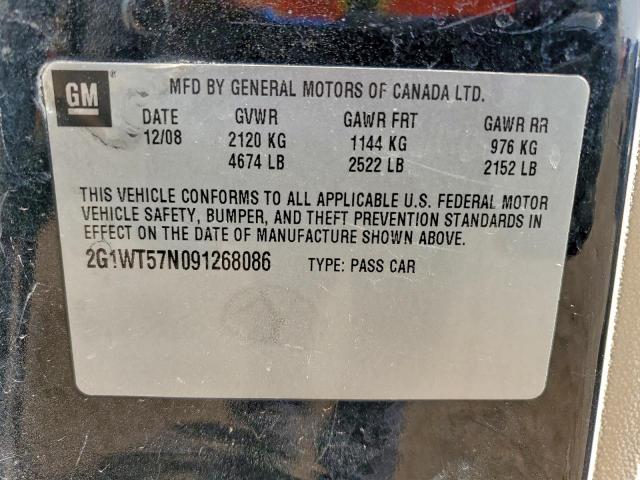 GM®
MFD BY GENERAL MOTORS OF CANADA LTD.
DATE GVWR GAWR FRT GAWR RR
12/08 2120 KG 1144 KG 976 KG
4674 LB 2522 LB 2152 LB
THIS VEHICLE CONFORMS TO ALL APPLICABLE U.S. FEDERAL MOTOR
VEHICLE SAFETY, BUMPER, AND THEFT PREVENTION STANDARDS IN
EFFECT ON THE DATE OF MANUFACTURE SHOWN ABOVE.
2G1WT57N091268086 TYPE: PASS CAR